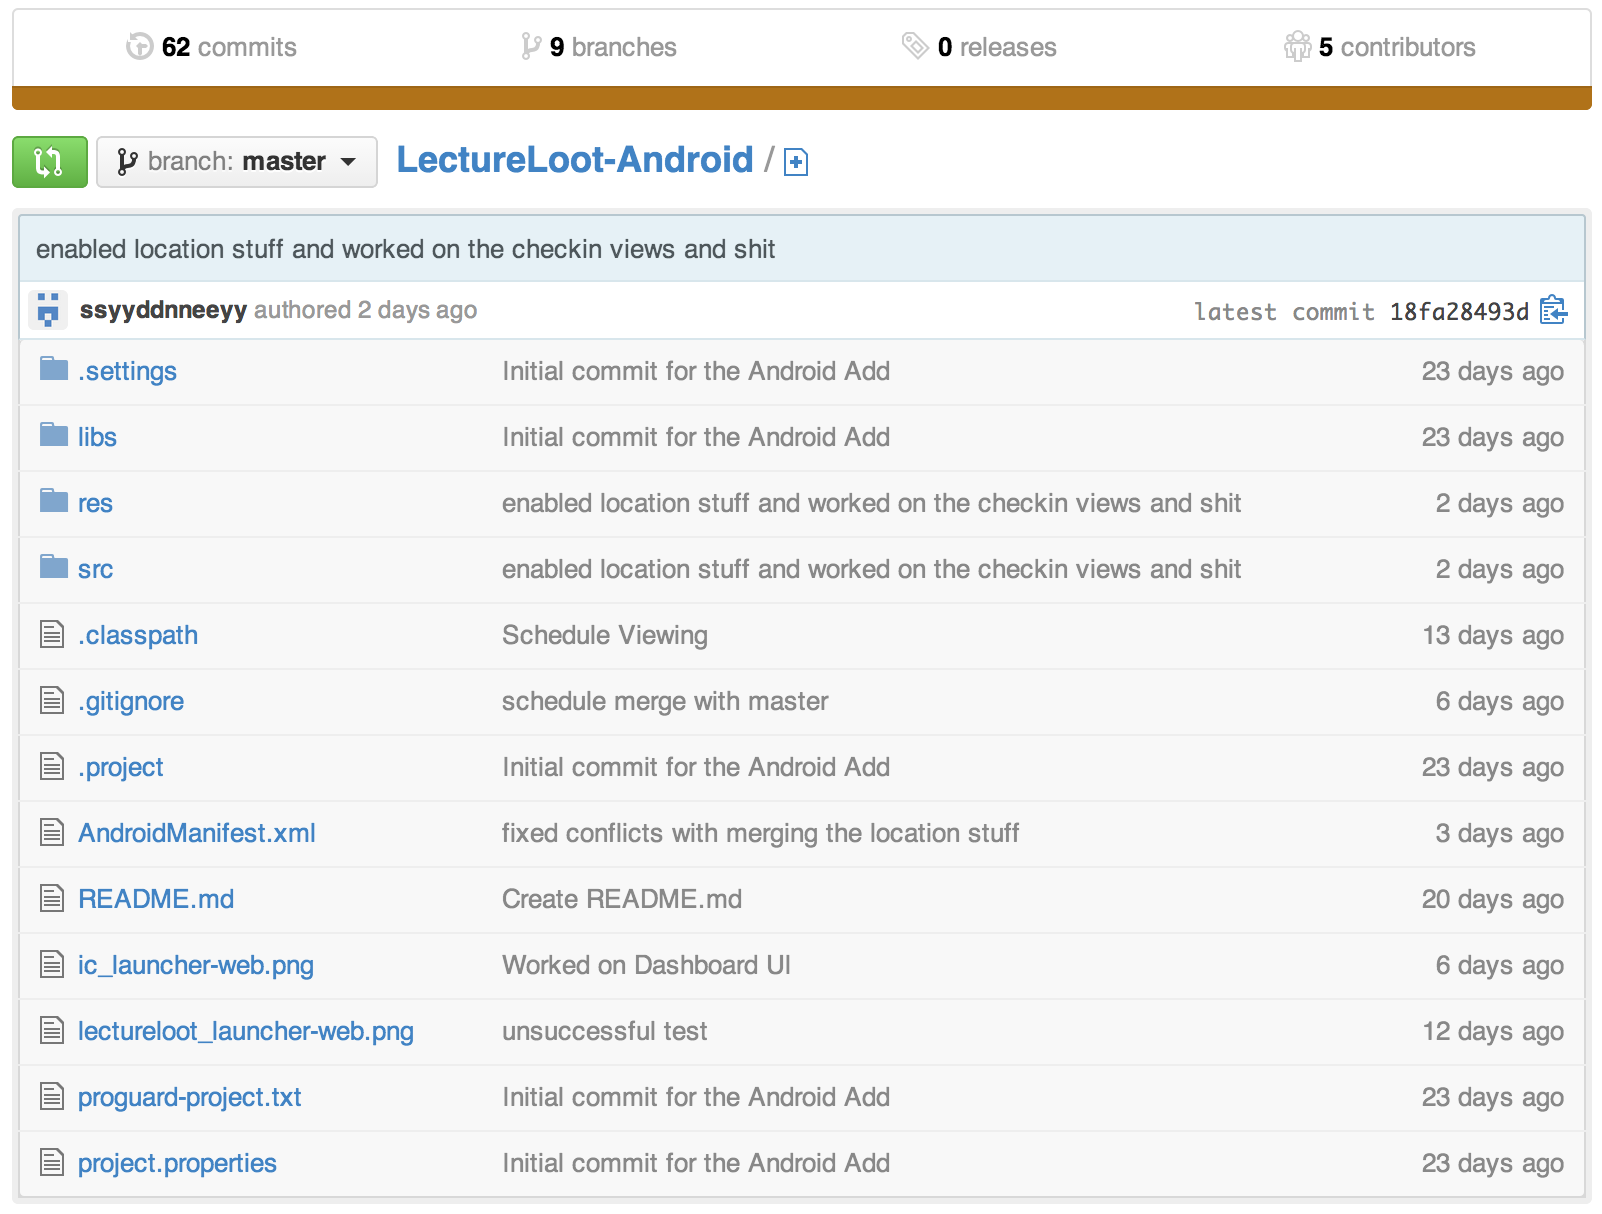 62 commits 9 branches 0 releases 5 contributors
branch: master LectureLoot-Android /
enabled location stuff and worked on the checkin views and shit
ssyyddnneeyy authored 2 days ago latest commit 18fa28493d
.settings Initial commit for the Android Add 23 days ago
libs Initial commit for the Android Add 23 days ago
res enabled location stuff and worked on the checkin views and shit 2 days ago
src enabled location stuff and worked on the checkin views and shit 2 days ago
.classpath Schedule Viewing 13 days ago
.gitignore schedule merge with master 6 days ago
.project Initial commit for the Android Add 23 days ago
AndroidManifest.xml fixed conflicts with merging the location stuff 3 days ago
README.md Create README.md 20 days ago
ic_launcher-web.png Worked on Dashboard UI 6 days ago
lectureloot_launcher-web.png unsuccessful test 12 days ago
proguard-project.txt Initial commit for the Android Add 23 days ago
project.properties Initial commit for the Android Add 23 days ago